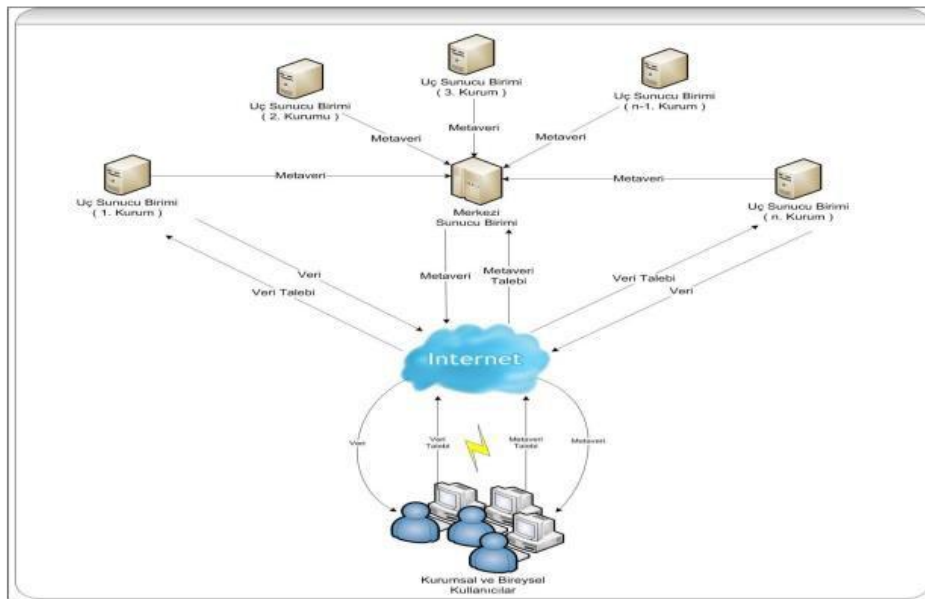 Uç Sunucu Birimi
( 3. Kurum )
Uç Sunucu Birimi
( 2. Kurumu )
Uç Sunucu Birimi
( n-1. Kurum )
Metaveri
Metaveri
Metaveri
Metaveri
Metaveri
Uç Sunucu Birimi
( 1. Kurum )
Merkezi
Sunucu Birimi
Uç Sunucu Birimi
( n. Kurum )
Veri
Veri Talebi
Metaveri
Metaveri
Talebi
Veri Talebi
Veri
Internet
Veri
Veri
Talebi
Metaveri
Talebi
Metaveri
Kurumsal ve Bireysel
Kullanıcılar